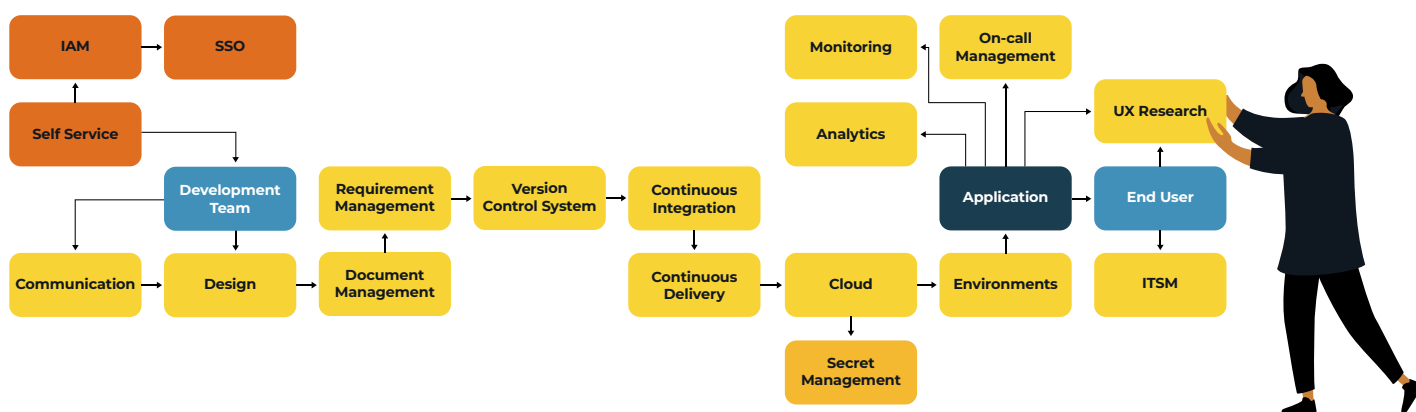 IAM
SSO
Self Service
Development
Team
Communication
Design
Requirement
Management
Document
Management
Version
Control System
Continuous
Integration
Continuous
Delivery
Monitoring
Analytics
On-call
Management
Application
Cloud
Environments
Secret
Management
UX Research
End User
ITSM